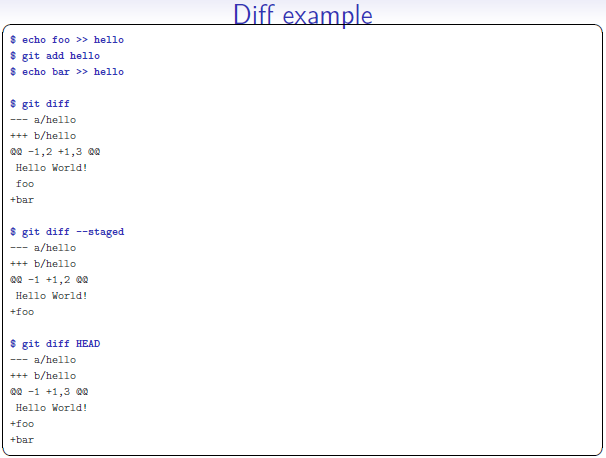 Diff example
$ echo foo >> hello
$ git add hello
$ echo bar >> hello
$ git diff
--- a/hello
+++ b/hello
@@ -1,2 +1,3 @@
 Hello World!
 foo
+bar
$ git diff --staged
--- a/hello
+++ b/hello
@@ -1 +1,2 @@
 Hello World!
+foo
$ git diff HEAD
--- a/hello
+++ b/hello
@@ -1 +1,3 @@
 Hello World!
+foo
+bar